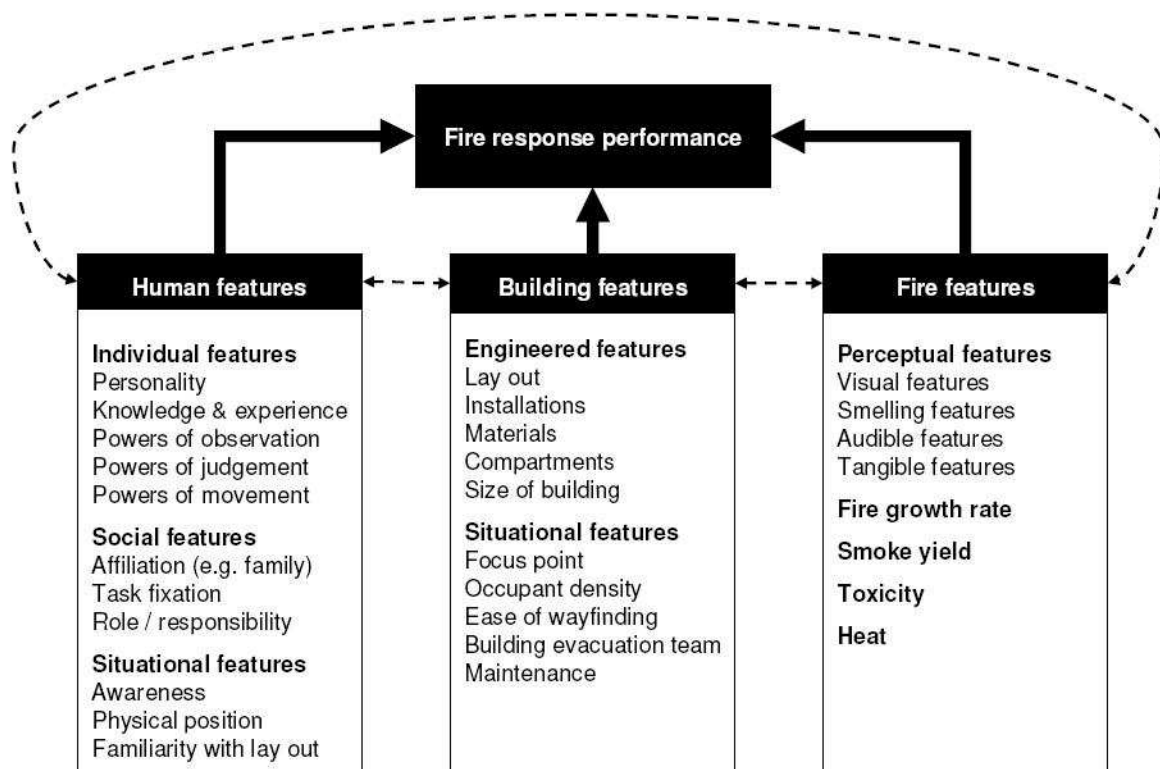 Fire response performance
Human features
Individual features
Personality
Knowledge & experience
Powers of observation
Powers of judgement
Powers of movement
Social features
Affiliation (e.g. family)
Task fixation
Role / responsibility
Situational features
Awareness
Physical position
Familiarity with lay out
Building features
Engineered features
Lay out
Installations
Materials
Compartments
Size of building
Situational features
Focus point
Occupant density
Ease of wayfinding
Building evacuation team
Maintenance
Fire features
Perceptual features
Visual features
Smelling features
Audible features
Tangible features
Fire growth rate
Smoke yield
Toxicity
Heat